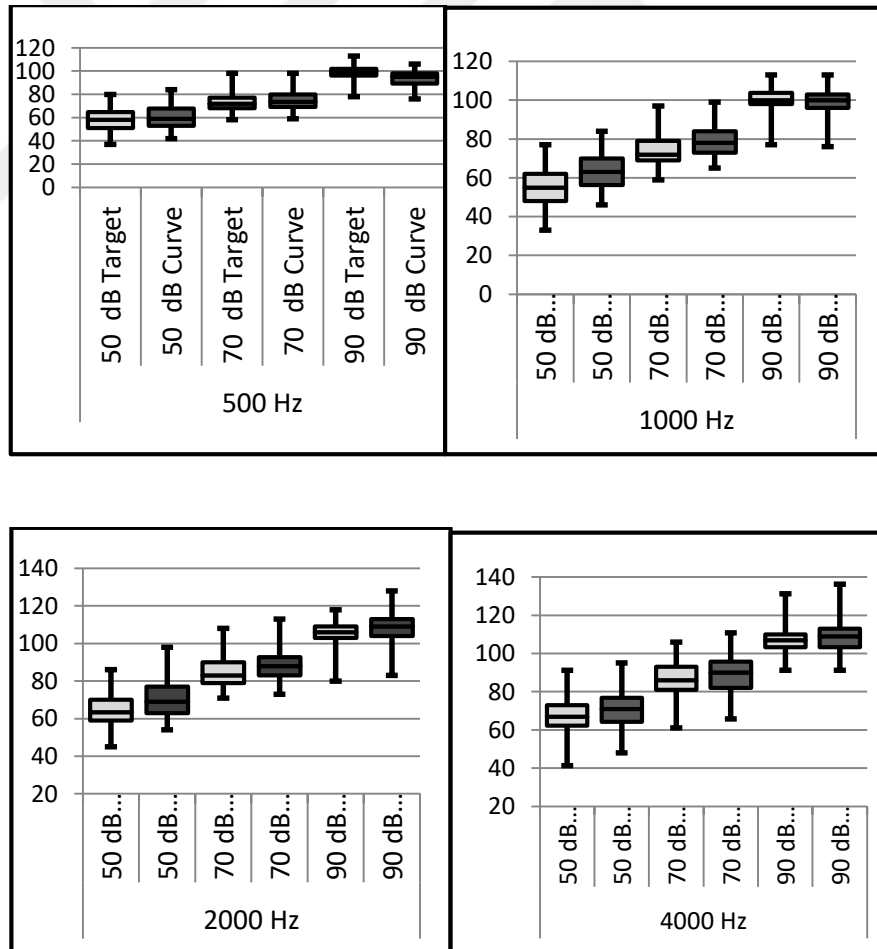 120
100
80
60
40
20
0
50 dB Target
50 dB Curve
70 dB Target
70 dB Curve
90 dB Target
90 dB Curve
500 Hz
120
100
80
60
40
20
0
50 dB...
50 dB...
70 dB...
70 dB...
90 dB...
90 dB...
1000 Hz
140
120
100
80
60
40
20
50 dB...
50 dB...
70 dB...
70 dB...
90 dB...
90 dB...
2000 Hz
140
120
100
80
60
40
20
50 dB...
50 dB...
70 dB...
70 dB...
90 dB...
90 dB...
4000 Hz